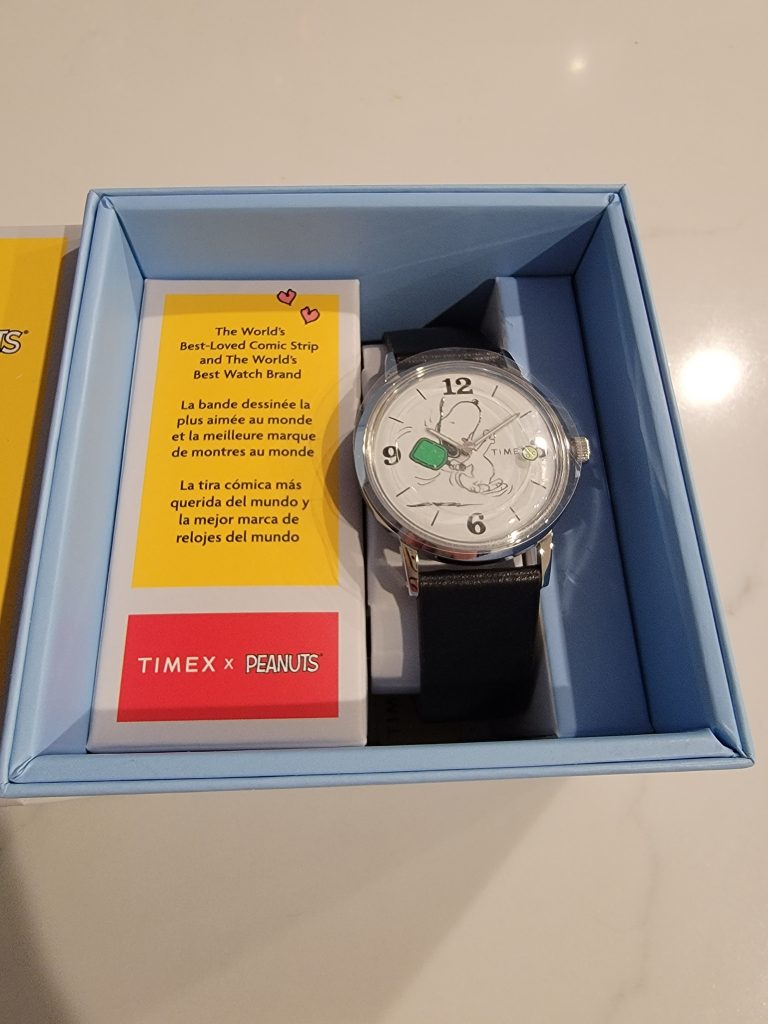 TS
The World's
Best-Loved Comic Strip
and The World's
Best Watch Brand
La bande dessinée la
plus aimée au monde
et la meilleure marque
de montres au monde
La tira cómica más
querida del mundo y
la mejor marca de
relojes del mundo
TIMEX x PEANUTS
12
9
TIMEX
6